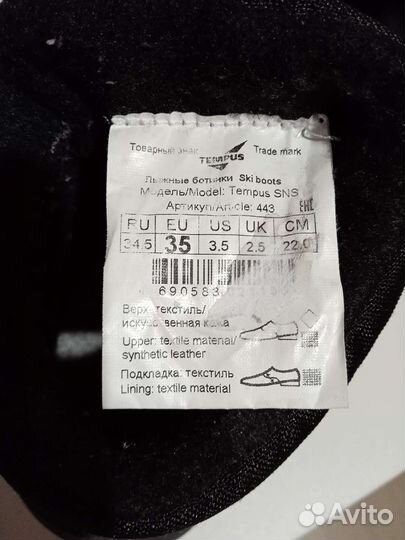 Товарный знак TEMPUS Trade mark
Лыжные ботинки Ski boots
Модель/Model: Tempus SNS
Артикул/Article: 443 EAC
RU EU US UK CM
34.5 35 3.5 2.5 22.0
690583
Верх: текстиль/
искусственная кожа
Upper: textile material/
synthetic leather
Подкладка: текстиль
Lining: textile material
Avito